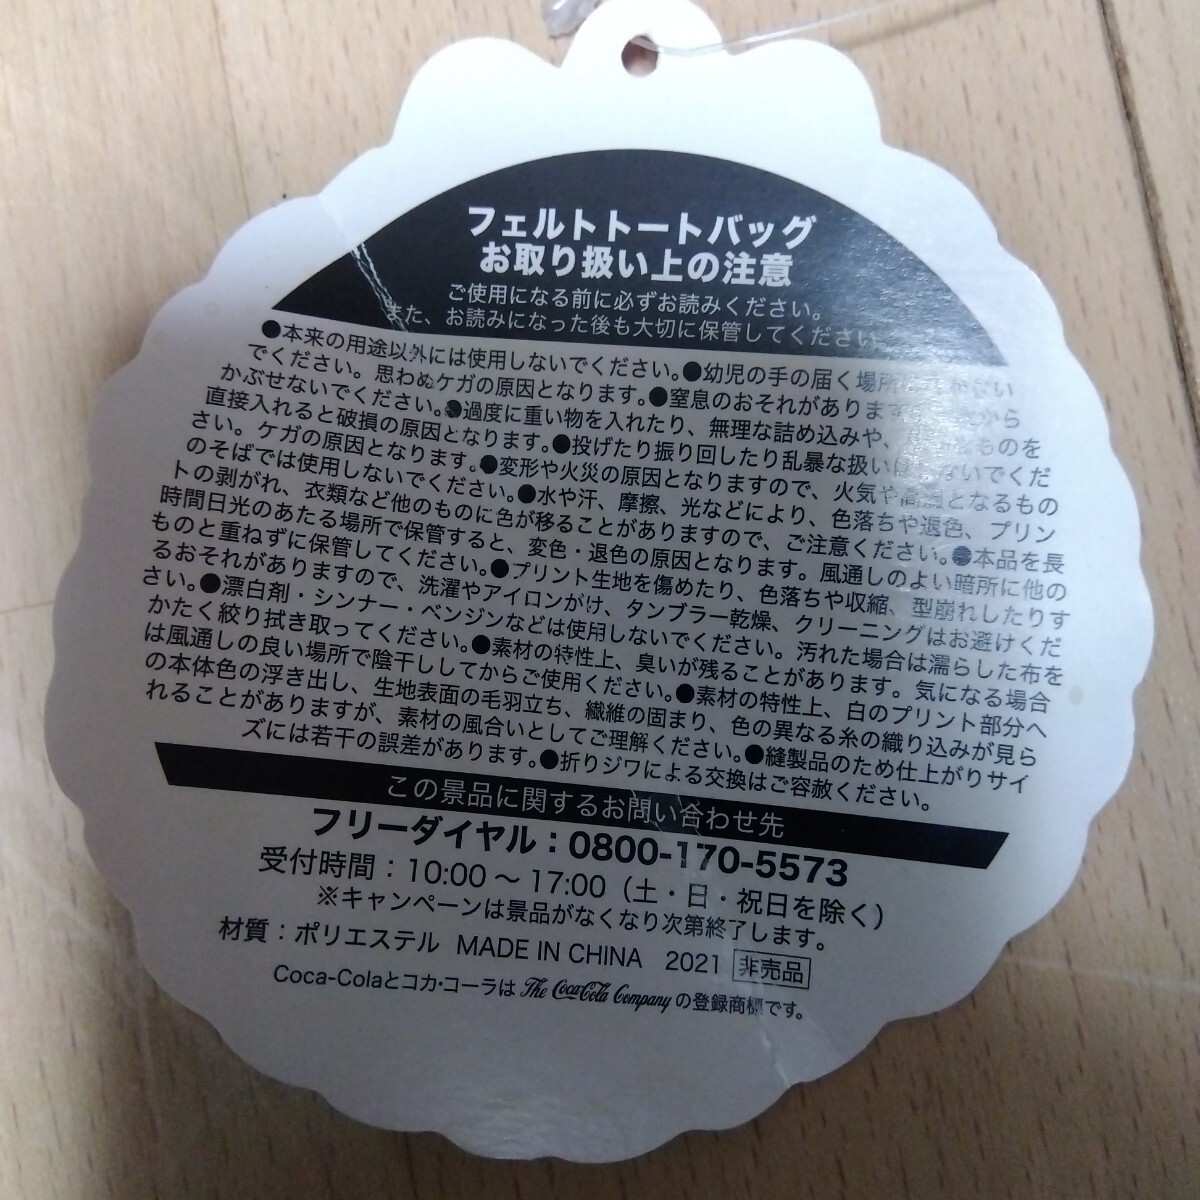 フェルトトートバッグ
お取り扱い上の注意
ご使用になる前に必ずお読みください。
また、お読みになった後も大切に保管してください
●本来の用途以外には使用しないでください。●幼児の手の届く場所 ない
でください。思わぬケガの原因となります。●窒息のおそれがあります から
かぶせないでください。●過度に重い物を入れたり、無理な詰め込みや、 ものを
直接入れると破損の原因となります。●投げたり振り回したり乱暴な扱いは しないでくだ
さい。ケガの原因となります。●変形や火災の原因となりますので、火気や高温となるもの
のそばでは使用しないでください。●水や汗、摩擦、光などにより、色落ちや退色、プリン
トの剥がれ、衣類など他のものに色が移ることがありますので、ご注意ください。●本品を長
時間日光のあたる場所で保管すると、変色・退色の原因となります。風通しのよい暗所に他の
ものと重ねずに保管してください。●プリント生地を傷めたり、色落ちや収縮、型崩れしたりす
るおそれがありますので、洗濯やアイロンがけ、タンブラー乾燥、クリーニングはお避けくだ
さい。●漂白剤・シンナー・ベンジンなどは使用しないでください。汚れた場合は濡らした布を
かたく絞り拭き取ってください。●素材の特性上、臭いが残ることがあります。気になる場合
は風通しの良い場所で陰干ししてからご使用ください。●素材の特性上、白のプリント部分へ
の本体色の浮き出し、生地表面の毛羽立ち、繊維の固まり、色の異なる糸の織り込みが見ら
れることがありますが、素材の風合いとしてご理解ください。●縫製品のため仕上がりサイ
ズには若干の誤差があります。●折りジワによる交換はご容赦ください。
この景品に関するお問い合わせ先
フリーダイヤル：0800-170-5573
受付時間：10:00～17:00（土・日・祝日を除く）
※キャンペーンは景品がなくなり次第終了します。
材質：ポリエステル MADE IN CHINA 2021 非売品
Coca-Colaとコカ・コーラは The Coca-Cola Company の登録商標です。